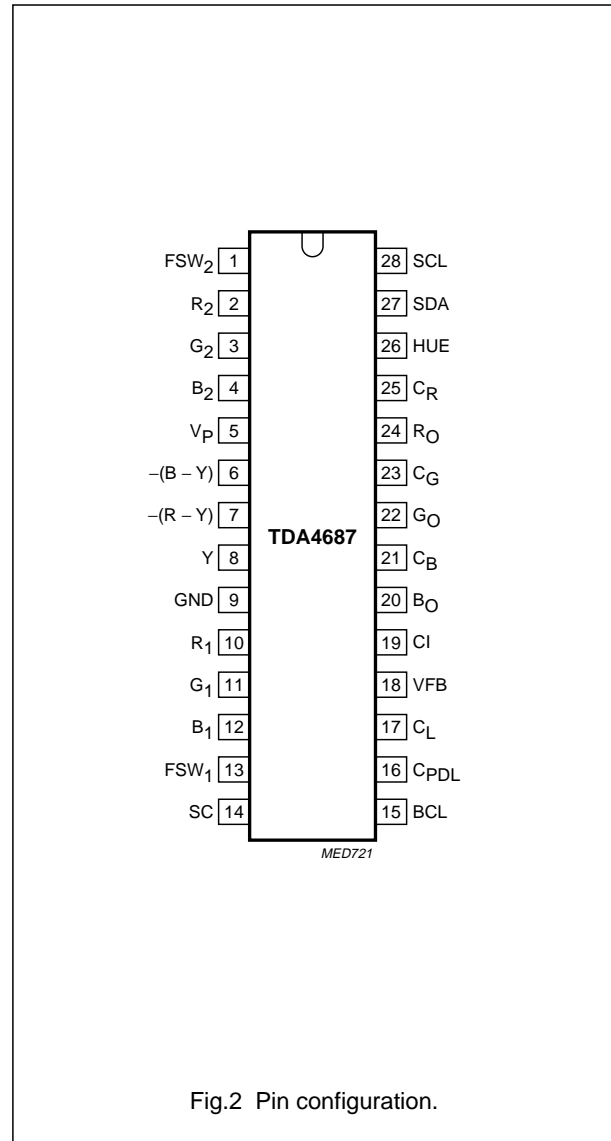 FSW2 1
R2 2
G2 3
B2 4
VP 5
−(B − Y) 6
−(R − Y) 7
Y 8
GND 9
R1 10
G1 11
B1 12
FSW1 13
SC 14
TDA4687
28 SCL
27 SDA
26 HUE
25 CR
24 RO
23 CG
22 GO
21 CB
20 BO
19 CI
18 VFB
17 CL
16 CPDL
15 BCL
MED721
Fig.2 Pin configuration.